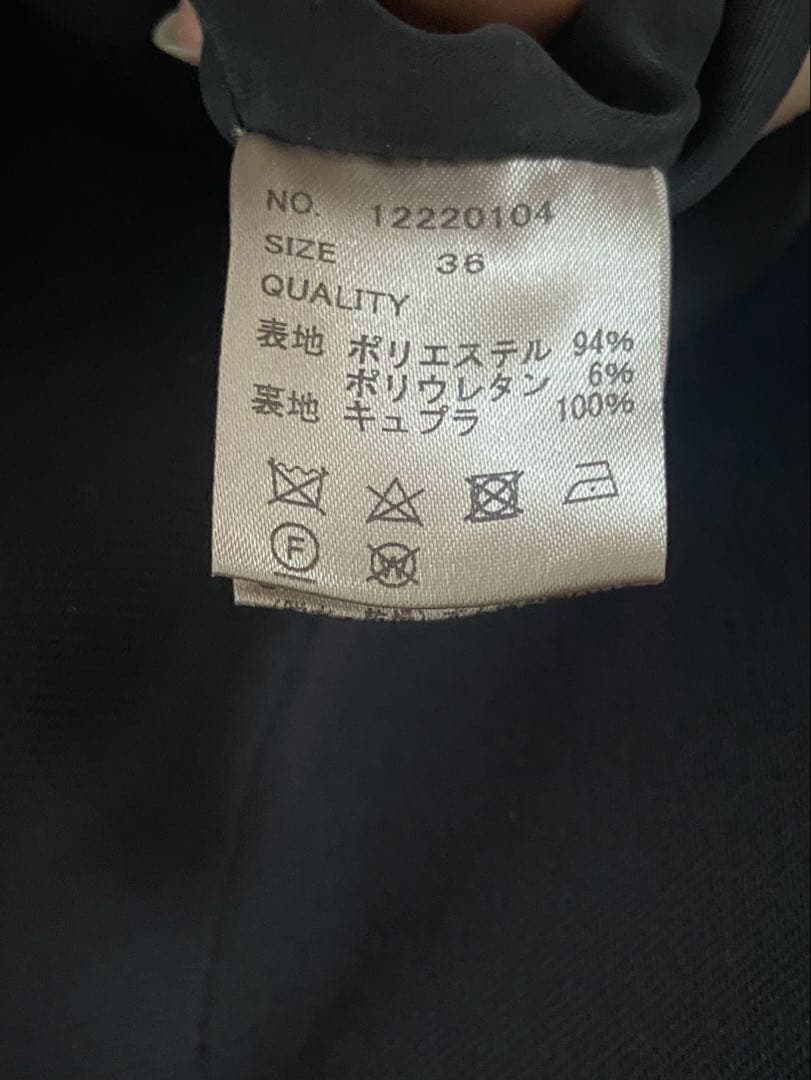 NO. 12220104
SIZE 36
QUALITY
表地 ポリエステル 94%
ポリウレタン 6%
裏地 キュプラ 100%
F
W